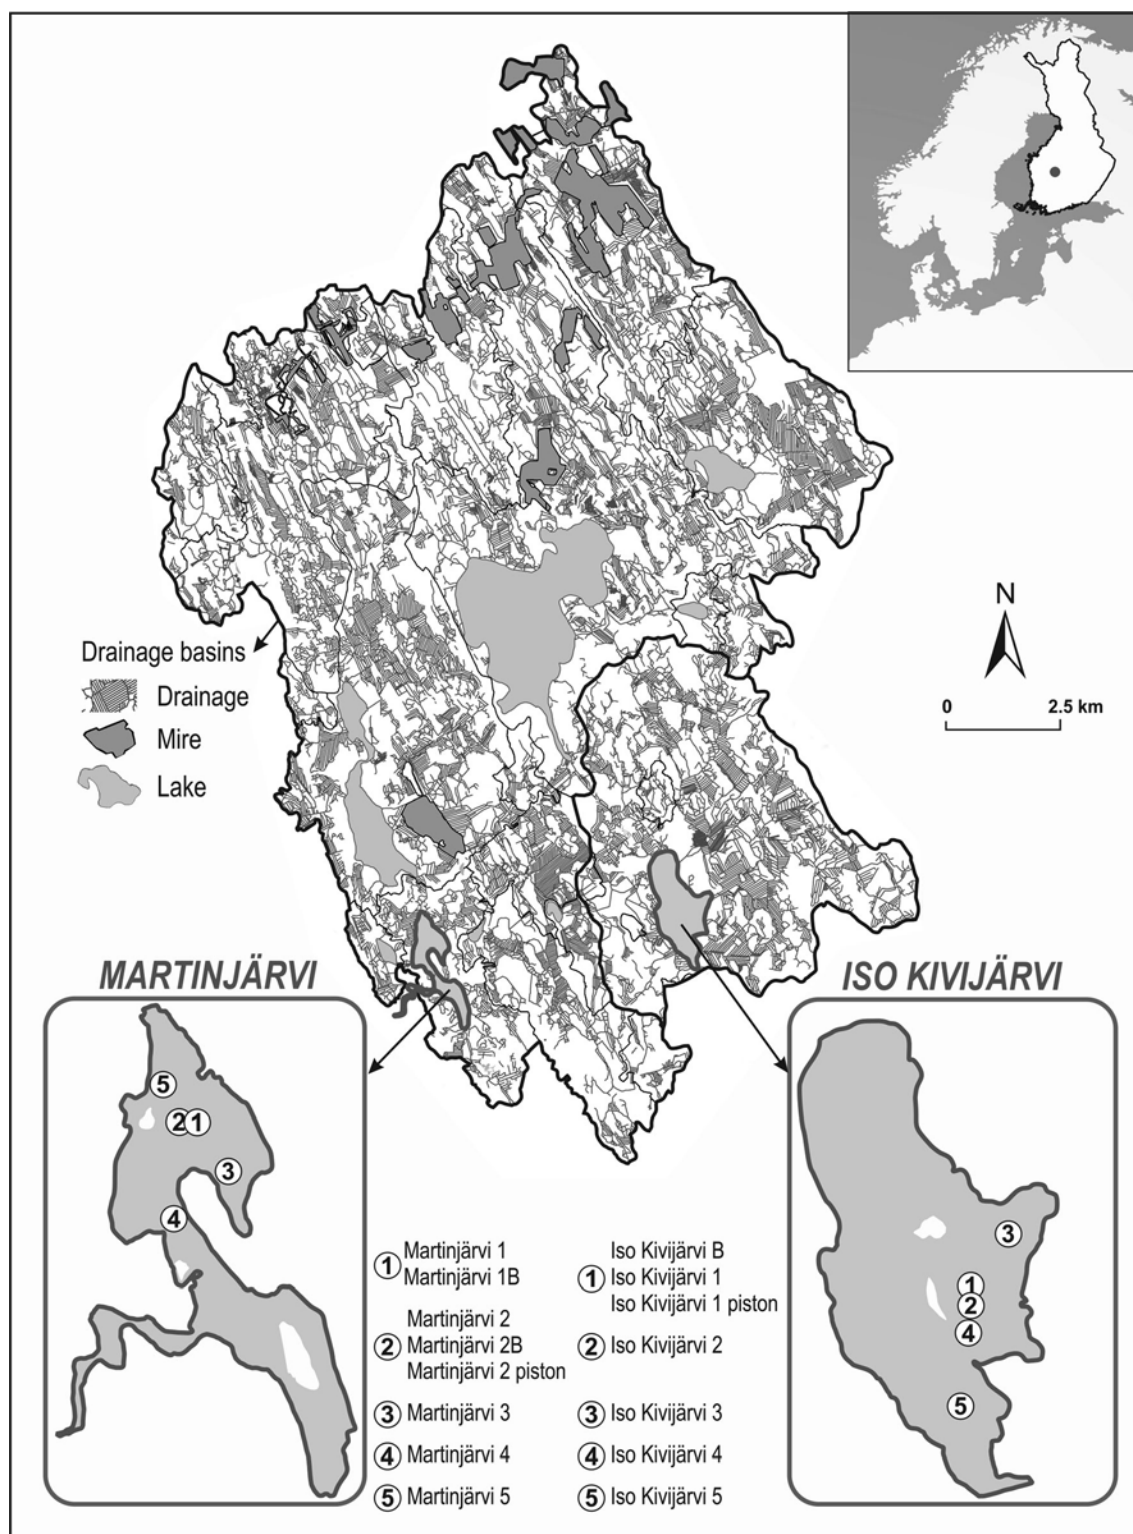 N
0 2.5 km
Drainage basins
Drainage
Mire
Lake
MARTINJÄRVI
5
2 1
3
4
ISO KIVIJÄRVI
3
1
2
4
5
1 Martinjärvi 1
Martinjärvi 1B
Martinjärvi 2
2 Martinjärvi 2B
Martinjärvi 2 piston
3 Martinjärvi 3
4 Martinjärvi 4
5 Martinjärvi 5
Iso Kivijärvi B
1 Iso Kivijärvi 1
Iso Kivijärvi 1 piston
2 Iso Kivijärvi 2
3 Iso Kivijärvi 3
4 Iso Kivijärvi 4
5 Iso Kivijärvi 5